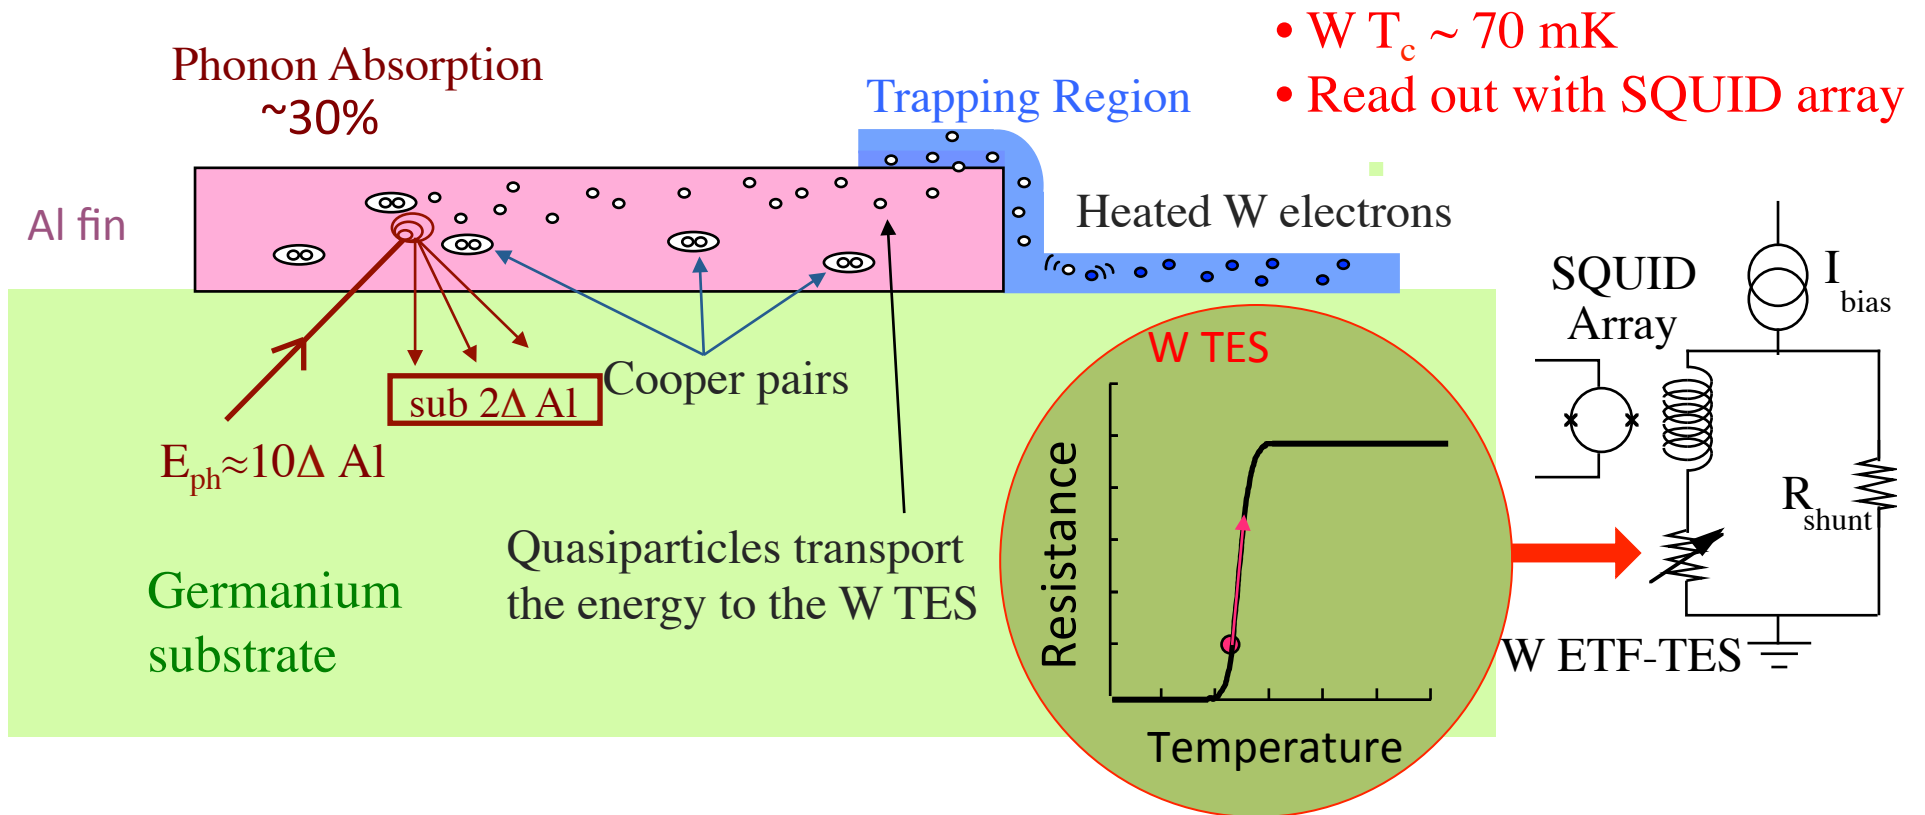 • W Tc ~ 70 mK
• Read out with SQUID array
Phonon Absorption
~30%
Trapping Region
Al fin
Heated W electrons
SQUID
Array
I bias
W TES
Cooper pairs
sub 2Δ Al
Eph≈10Δ Al
Resistance
Rshunt
Quasiparticles transport
the energy to the W TES
Germanium
substrate
W ETF-TES
Temperature